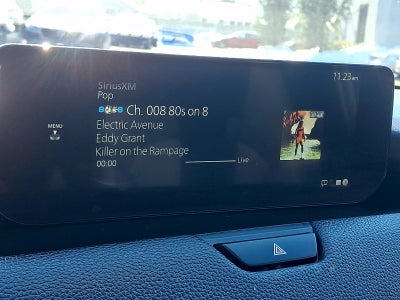 SiriusXM
11:23am
Pop
Ch. 008 80s on 8
MENU
Electric Avenue
Eddy Grant
Killer on the Rampage
00:00
Live